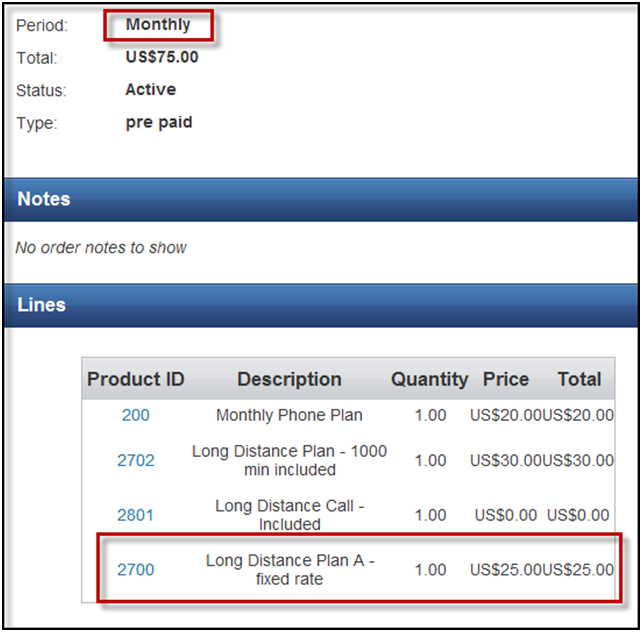 Period: Monthly
Total: US$75.00
Status: Active
Type: pre paid
Notes
No order notes to show
Lines
Product ID Description Quantity Price Total
200 Monthly Phone Plan 1.00 US$20.00 US$20.00
2702 Long Distance Plan - 1000 min included 1.00 US$30.00 US$30.00
2801 Long Distance Call - Included 1.00 US$0.00 US$0.00
2700 Long Distance Plan A - fixed rate 1.00 US$25.00 US$25.00